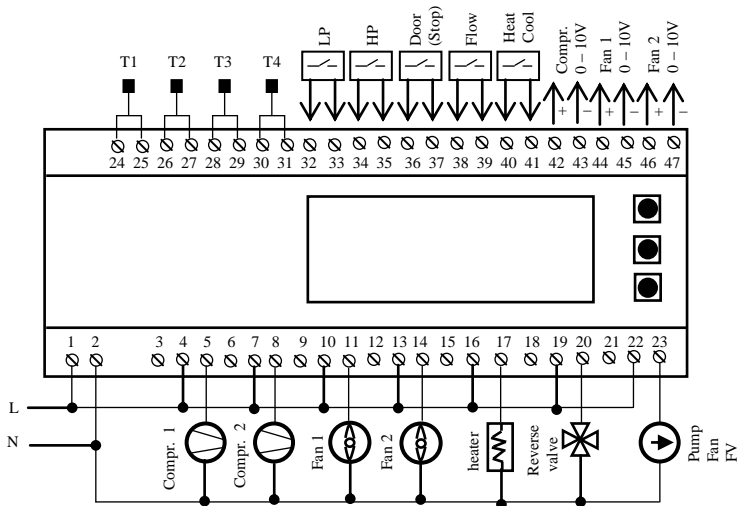 T1 T2 T3 T4
LP
HP
Door
(Stop)
Flow
Heat
Cool
Compr.
0 – 10V
Fan 1
0 – 10V
Fan 2
0 – 10V
+ – + – + –
24 25 26 27 28 29 30 31 32 33 34 35 36 37 38 39 40 41 42 43 44 45 46 47
1 2 3 4 5 6 7 8 9 10 11 12 13 14 15 16 17 18 19 20 21 22 23
L
N
Compr. 1
Compr. 2
Fan 1
Fan 2
heater
Reverse
valve
Pump
Fan
FV